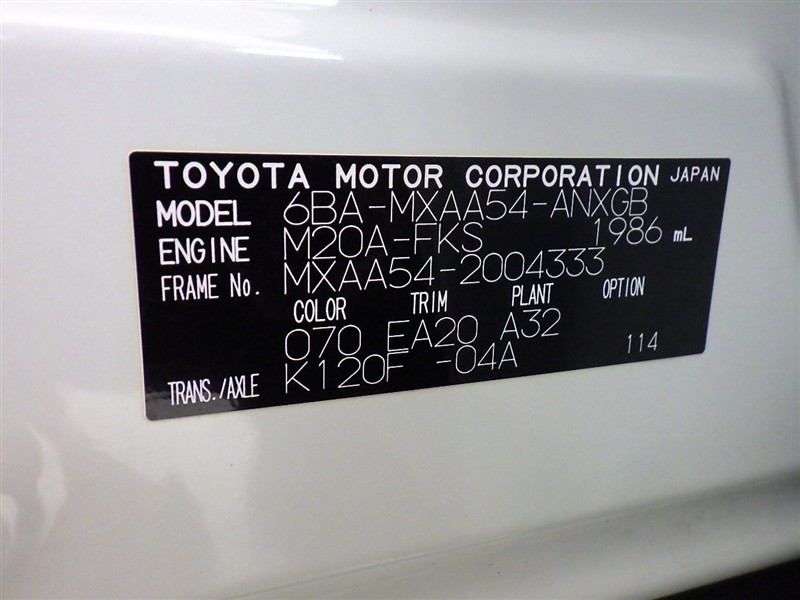 TOYOTA MOTOR CORPORATION JAPAN
MODEL 6BA-MXAA54-ANXGB
ENGINE M20A-FKS 1986 mL
FRAME No. MXAA54-2004333
COLOR TRIM PLANT OPTION
070 EA20 A32
TRANS./AXLE K120F -04A 114